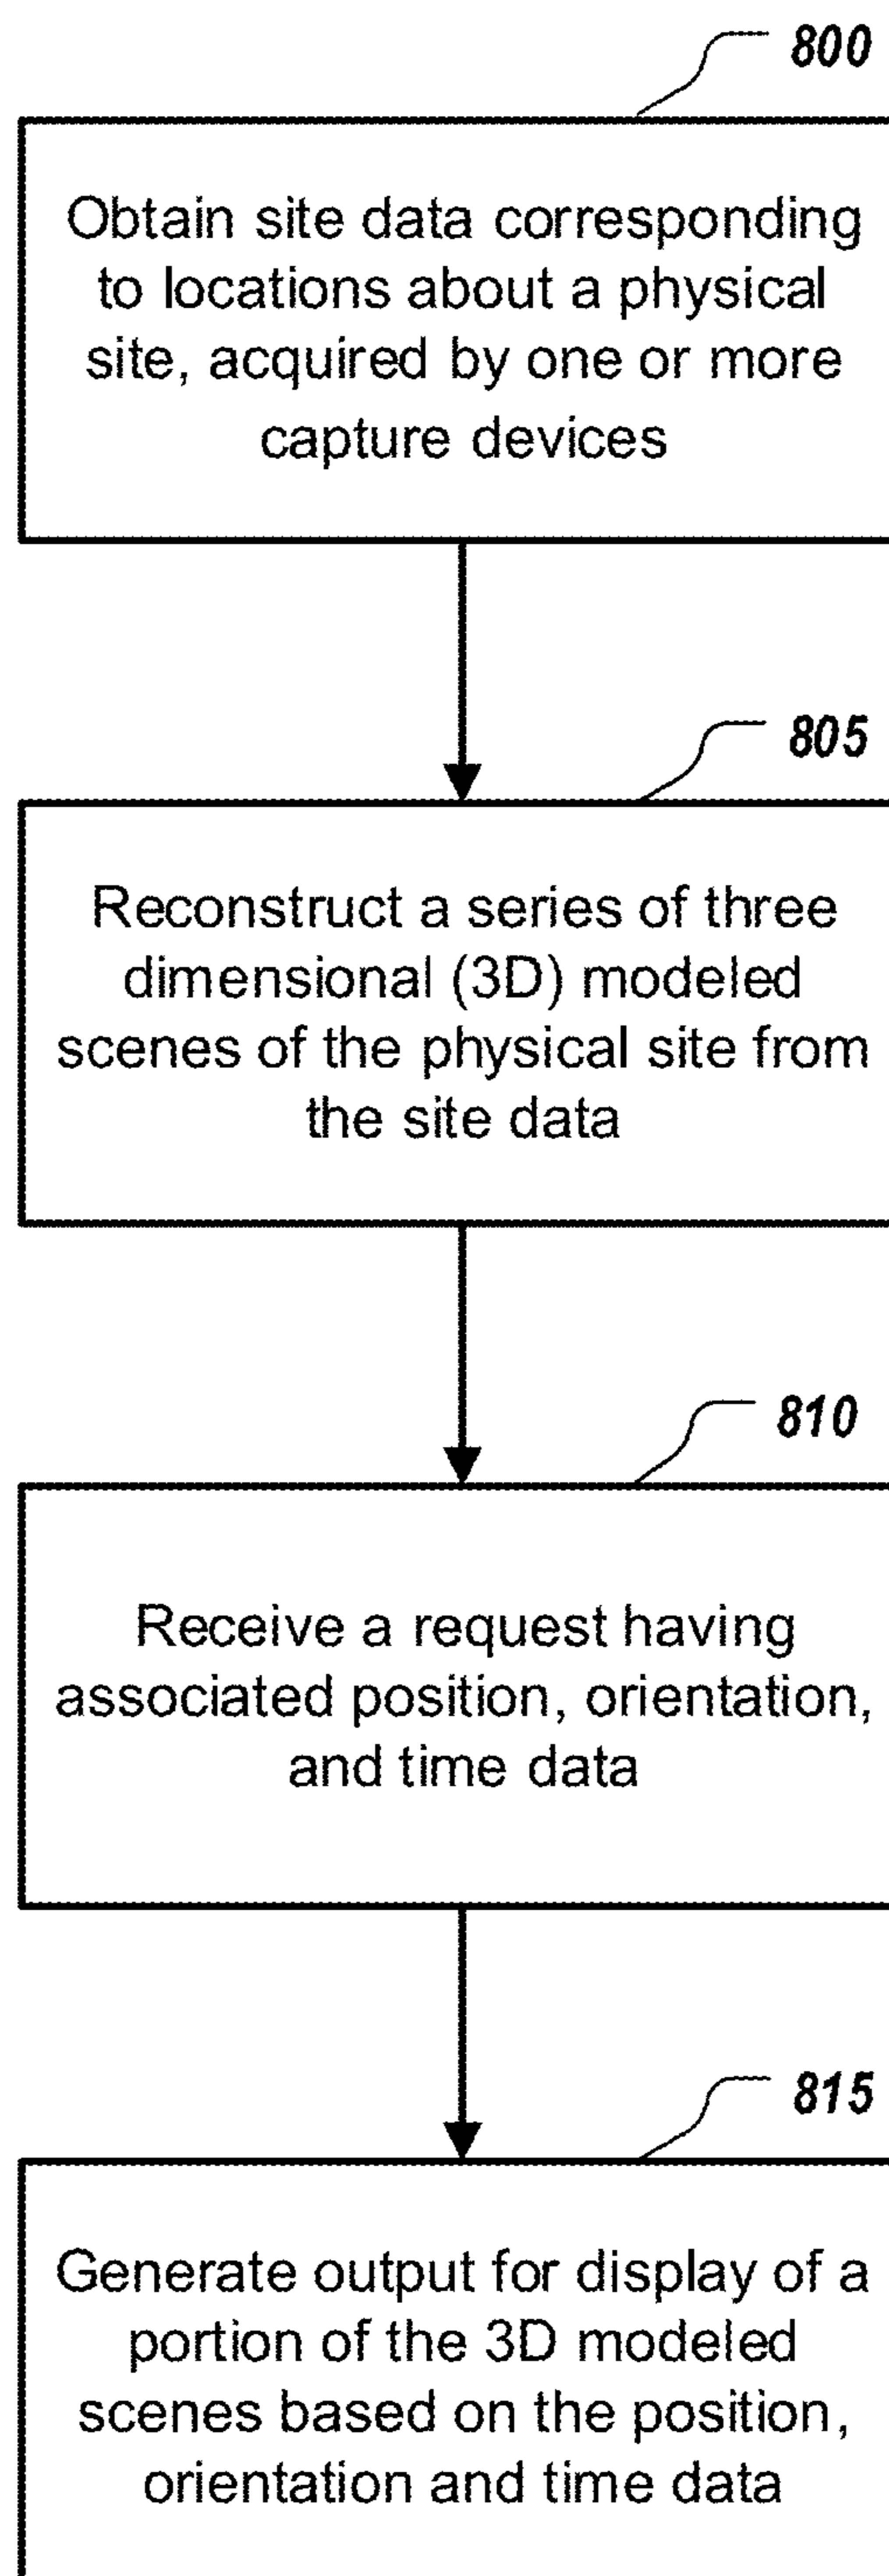 800
Obtain site data corresponding
to locations about a physical
site, acquired by one or more
capture devices
805
Reconstruct a series of three
dimensional (3D) modeled
scenes of the physical site from
the site data
810
Receive a request having
associated position, orientation,
and time data
815
Generate output for display of a
portion of the 3D modeled
scenes based on the position,
orientation and time data